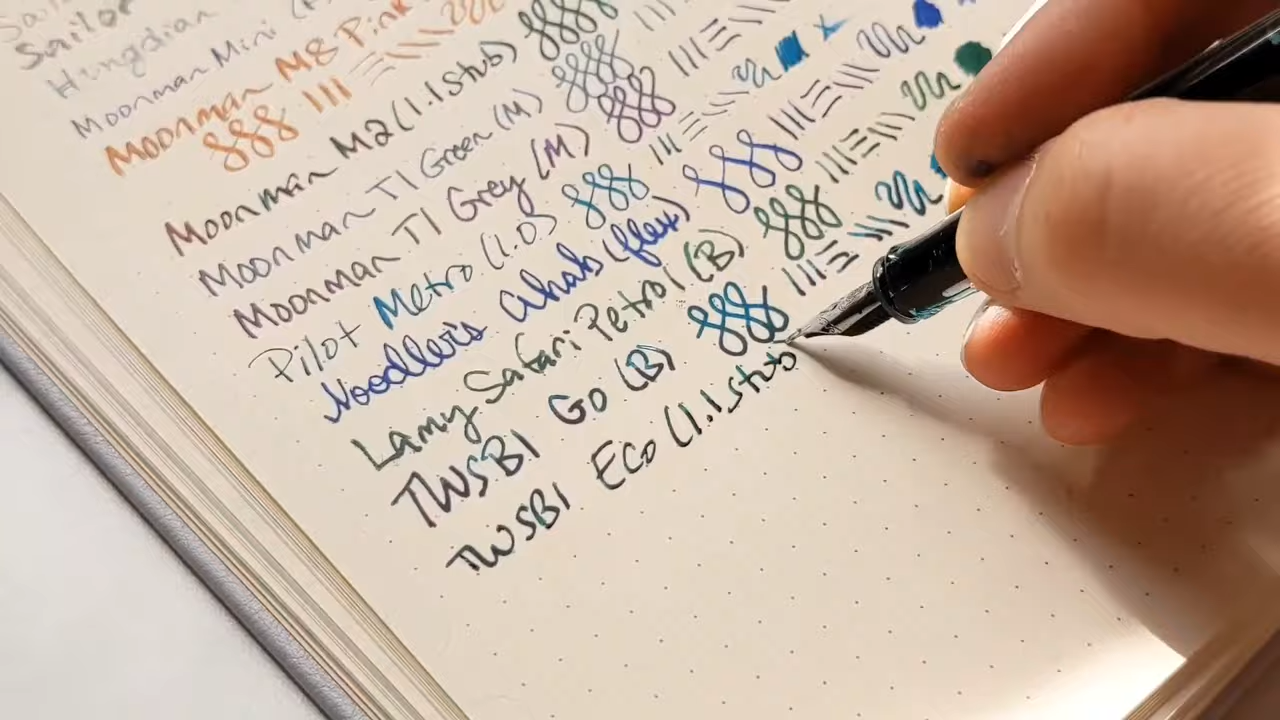 Sailor
Moonman Mini
Moonman M8 Pink
Moonman M2 (1.1 stub)
Moonman T1 Green (M)
Moonman T1 Grey (M)
Pilot Metro (1.0)
Noodler's Ahab (flex)
Lamy Safari Petrol (B)
TWSBI GO (B)
TWSBI ECO (1.1 stub